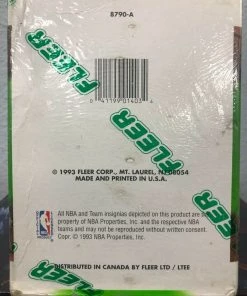 8790-A
FLEER
FLEER
0 41199 01403 4
FLEER
© 1993 FLEER CORP., MT. LAUREL, NJ 08054
MADE AND PRINTED IN U.S.A.
FLEER
FLEER
NBA
All NBA and Team insignias depicted on this product are
property of NBA Properties, Inc. and the respective NBA
teams and may not be reproduced without written consent.
Copr. © 1993 NBA Properties, Inc.
DISTRIBUTED IN CANADA BY FLEER LTD / LTEE